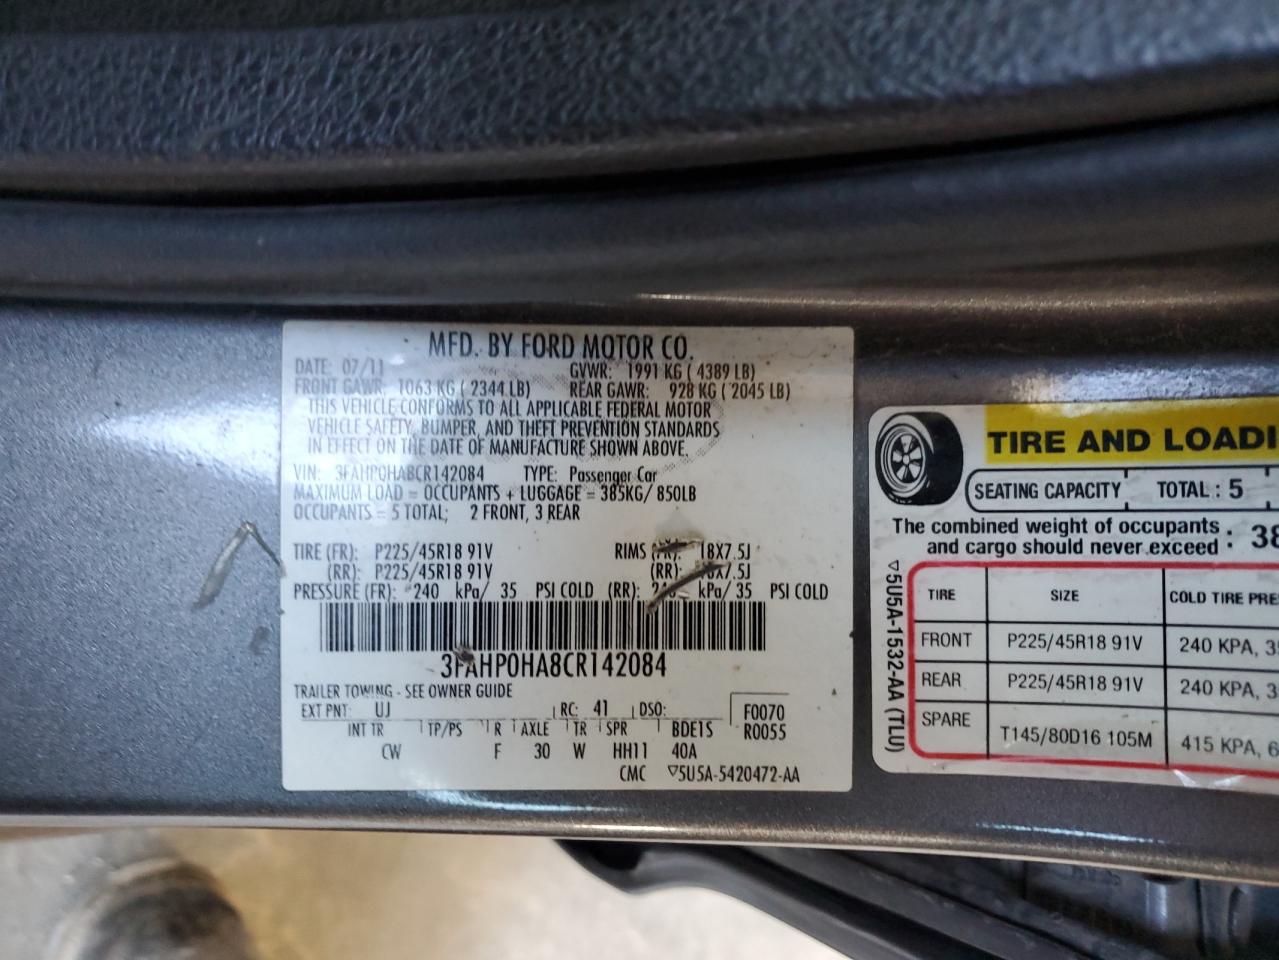 MFD. BY FORD MOTOR CO.
DATE: 07/11 GVWR: 1991 KG ( 4389 LB)
FRONT GAWR: 1063 KG ( 2344 LB) REAR GAWR: 928 KG ( 2045 LB)
THIS VEHICLE CONFORMS TO ALL APPLICABLE FEDERAL MOTOR
VEHICLE SAFETY, BUMPER, AND THEFT PREVENTION STANDARDS
IN EFFECT ON THE DATE OF MANUFACTURE SHOWN ABOVE.
VIN: 3FAHP0HA8CR142084 TYPE: Passenger Car
MAXIMUM LOAD = OCCUPANTS + LUGGAGE = 385KG/ 850LB
OCCUPANTS = 5 TOTAL; 2 FRONT, 3 REAR
TIRE (FR): P225/45R18 91V RIMS (FR): 18X7.5J
(RR): P225/45R18 91V (RR): 18X7.5J
PRESSURE (FR): 240 kPa/ 35 PSI COLD (RR): 240 kPa/ 35 PSI COLD
3FAHP0HA8CR142084
TRAILER TOWING - SEE OWNER GUIDE
EXT PNT: UJ RC: 41 DSO: F0070
INT TR TP/PS R AXLE TR SPR BDE1S R0055
CW F 30 W HH11 40A
CMC ▽5U5A-5420472-AA
TIRE AND LOADI
SEATING CAPACITY TOTAL : 5
The combined weight of occupants : 38
and cargo should never exceed :
TIRE SIZE COLD TIRE PRE
FRONT P225/45R18 91V 240 KPA, 3
REAR P225/45R18 91V 240 KPA, 3
SPARE T145/80D16 105M 415 KPA, 6
▽5U5A-1532-AA (TLU)